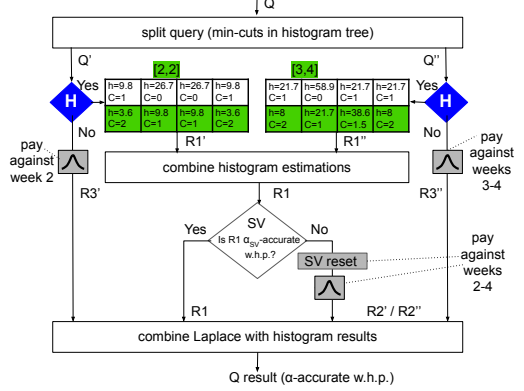 Q
split query (min-cuts in histogram tree)
Q'
Q''
[2,2]
[3,4]
Yes
Yes
H
H
h=9.8 h=26.7 h=26.7 h=9.8
C=1 C=0 C=0 C=1
h=3.6 h=9.8 h=9.8 h=3.6
C=2 C=1 C=1 C=2
h=21.7 h=58.9 h=21.7 h=21.7
C=1 C=0 C=1 C=1
h=8 h=21.7 h=38.6 h=8
C=2 C=1 C=1.5 C=2
No
No
R1'
R1''
pay
against
week 2
pay
against
weeks
3-4
combine histogram estimations
R3'
R1
R3''
Yes
SV
No
Is R1 αSV-accurate
w.h.p.?
SV reset
pay
against
weeks
2-4
R1
R2' / R2''
combine Laplace with histogram results
Q result (α-accurate w.h.p.)